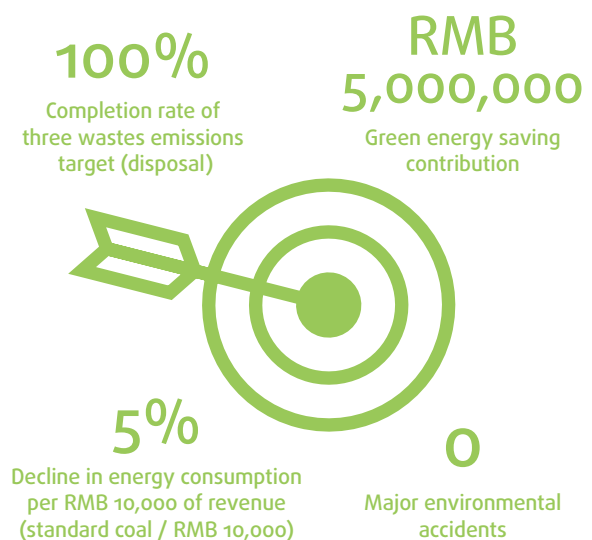 100%
Completion rate of
three wastes emissions
target (disposal)
RMB
5,000,000
Green energy saving
contribution
5%
Decline in energy consumption
per RMB 10,000 of revenue
(standard coal / RMB 10,000)
0
Major environmental
accidents